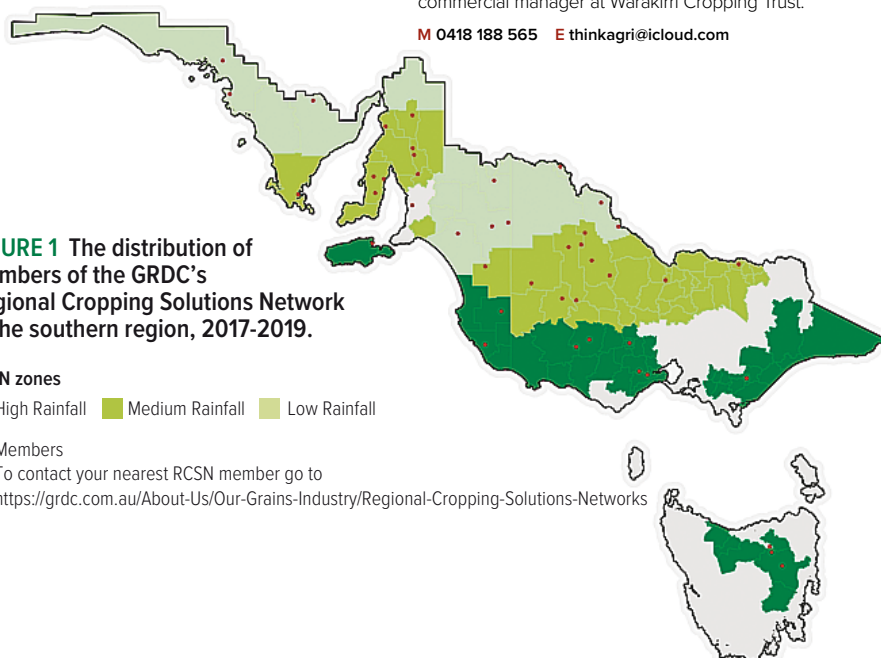 commercial manager at Warakirri Cropping Trust.
M 0418 188 565 E thinkagri@icloud.com
URE 1 The distribution of
mbers of the GRDC's
gional Cropping Solutions Network
he southern region, 2017-2019.
N zones
High Rainfall Medium Rainfall Low Rainfall
Members
To contact your nearest RCSN member go to
https://grdc.com.au/About-Us/Our-Grains-Industry/Regional-Cropping-Solutions-Networks